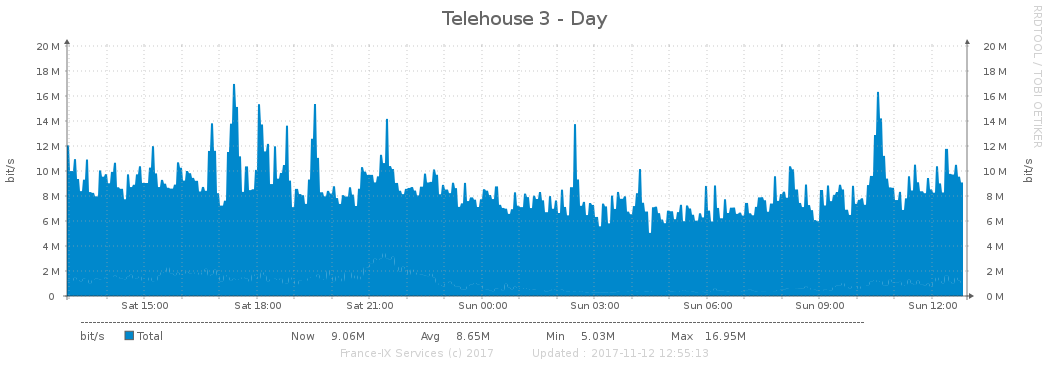 Telehouse 3 - Day
RRDTOOL / TOBI OETIKER
bit/s
20 M 20 M
18 M 18 M
16 M 16 M
14 M 14 M
12 M 12 M
10 M 10 M
8 M 8 M
6 M 6 M
4 M 4 M
2 M 2 M
0 0 M
bit/s
Sat 15:00 Sat 18:00 Sat 21:00 Sun 00:00 Sun 03:00 Sun 06:00 Sun 09:00 Sun 12:00
bit/s Total Now 9.06M Avg 8.65M Min 5.03M Max 16.95M
France-IX Services (c) 2017 Updated : 2017-11-12 12:55:13